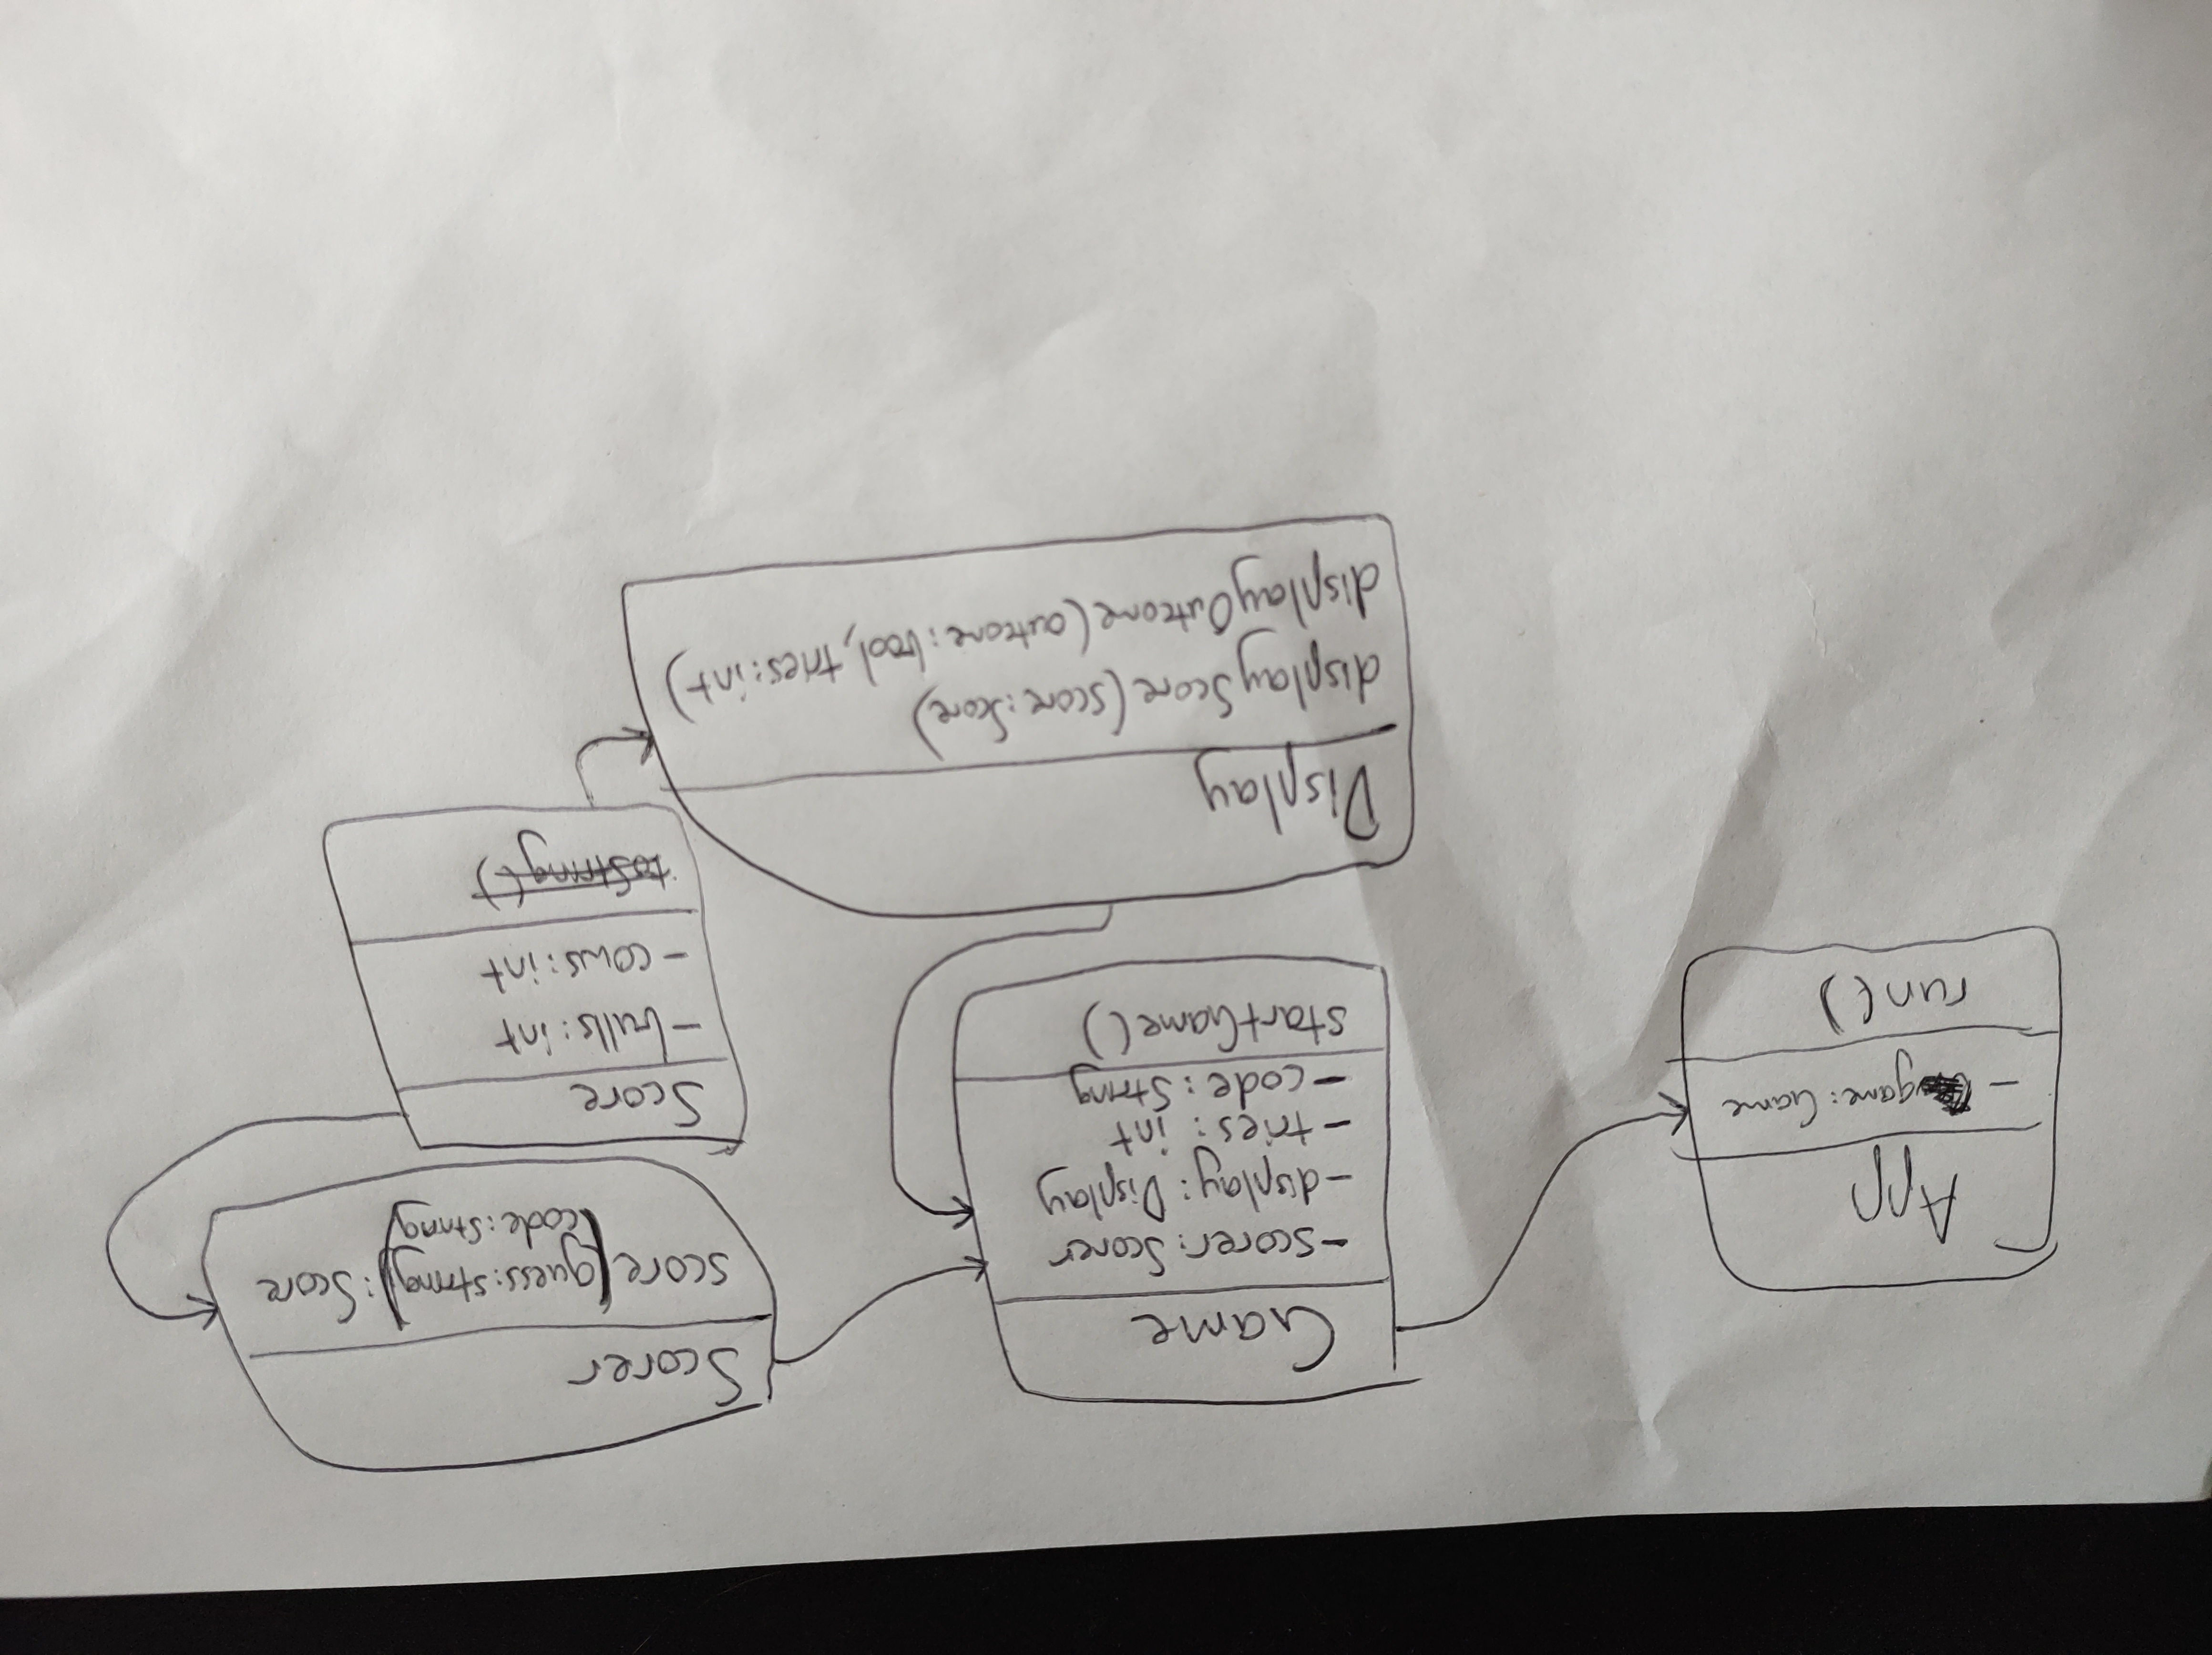 App
- game: Game
run()
Game
- scorer: Scorer
- display: Display
- tries: int
- code: String
startGame()
Scorer
score(guess: string): Score
code: String
Score
- bulls: int
- cows: int
toString()
Display
displayScore(score: Score)
displayOutcome(outcome: bool, tries: int)